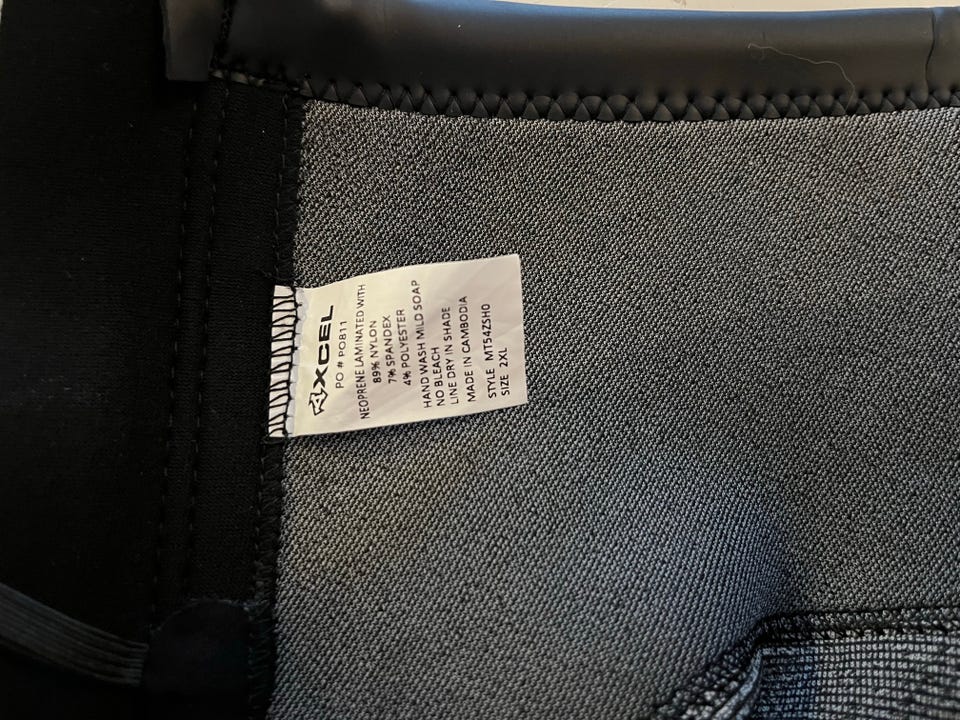 XCEL
PO # PO811
NEOPRENE LAMINATED WITH
89% NYLON
7% SPANDEX
4% POLYESTER
HAND WASH MILD SOAP
NO BLEACH
LINE DRY IN SHADE
MADE IN CAMBODIA
STYLE MT54ZSH0
SIZE 2XL